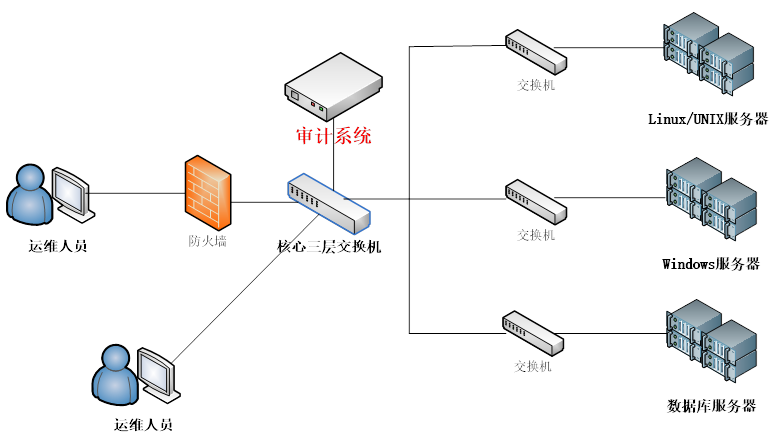 交换机
Linux/UNIX服务器
审计系统
运维人员
防火墙
核心三层交换机
交换机
Windows服务器
交换机
数据库服务器
运维人员